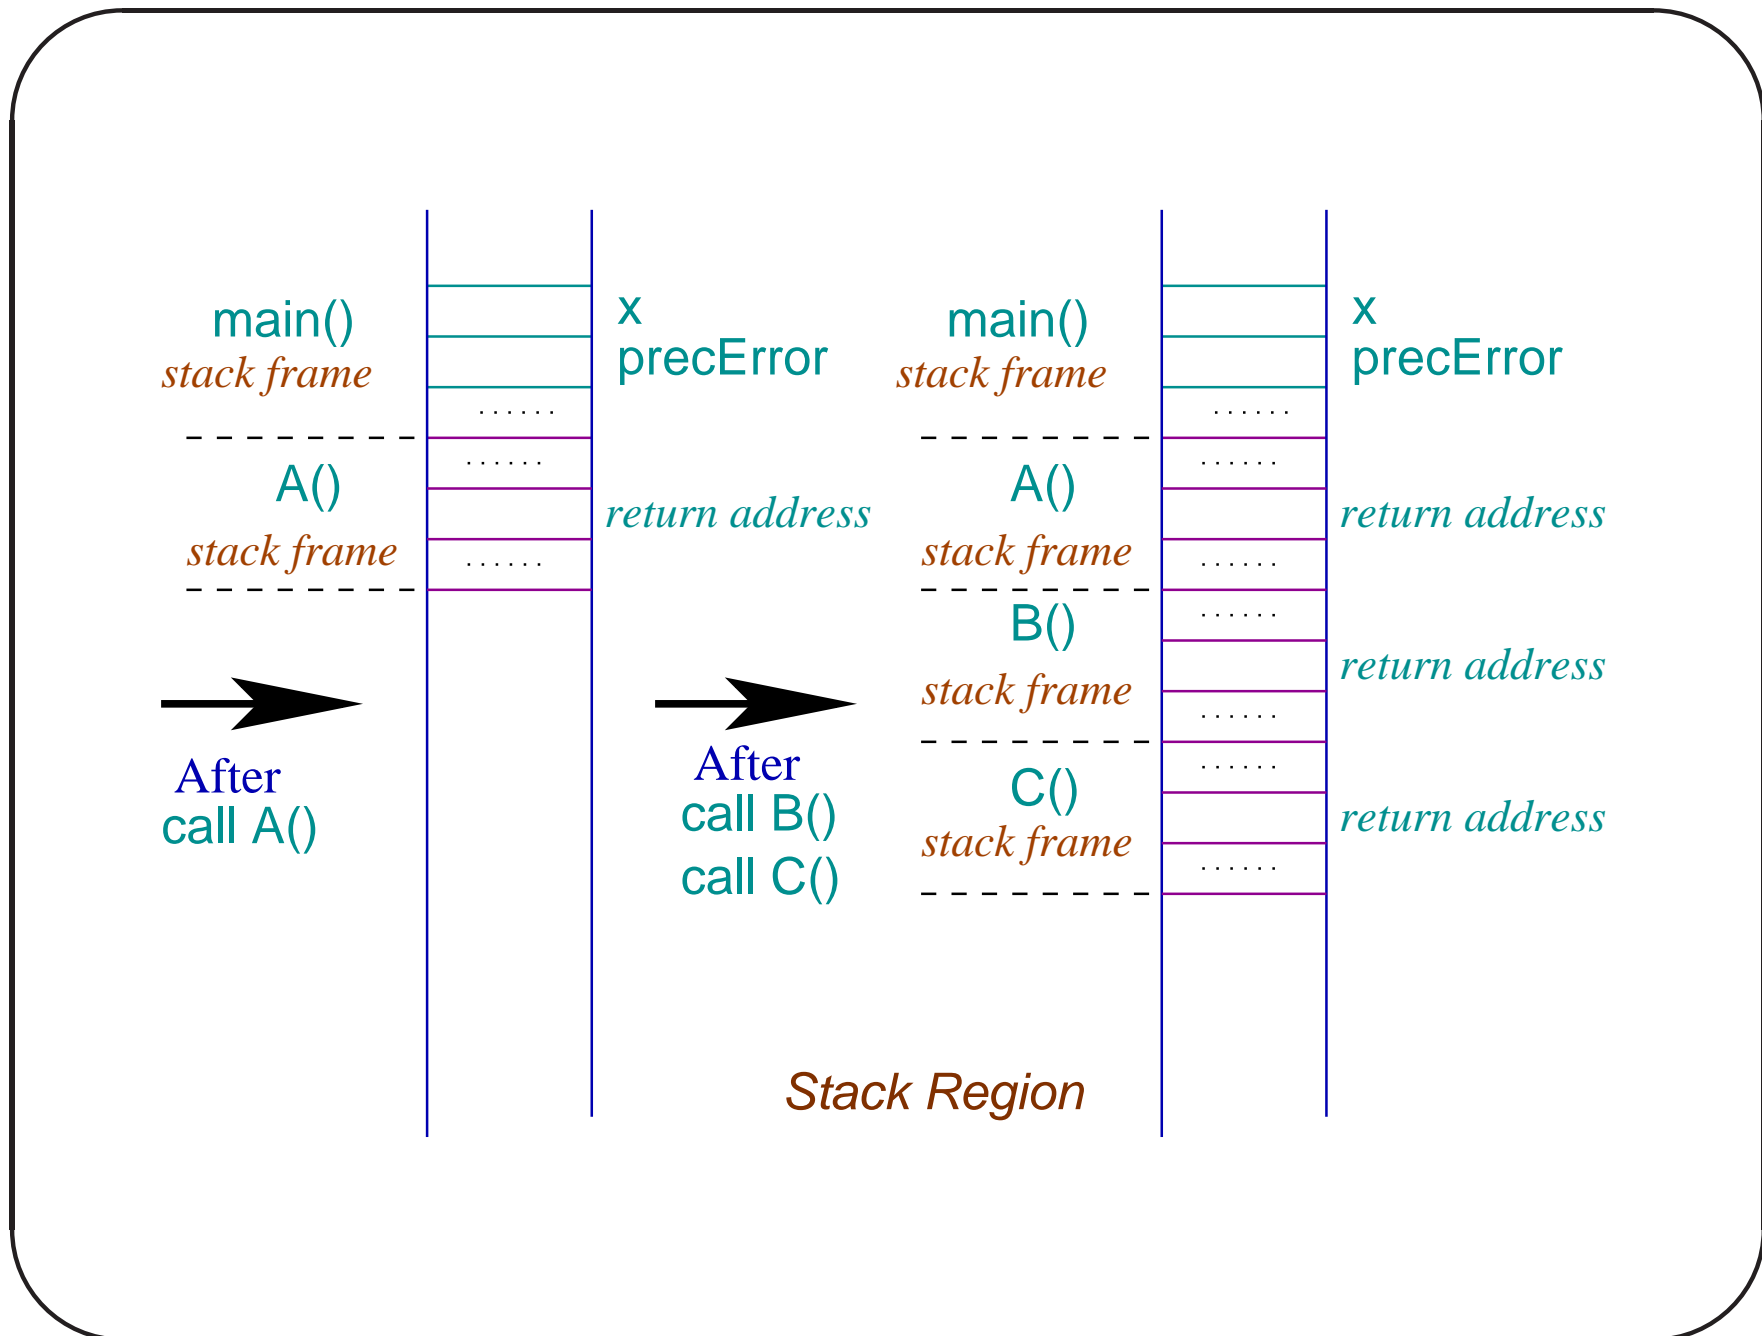 main()
stack frame
x
precError
. . . . . .
. . . . . .
A()
stack frame
return address
. . . . . .
After
call A()
main()
stack frame
x
precError
. . . . . .
. . . . . .
A()
stack frame
return address
. . . . . .
. . . . . .
B()
stack frame
return address
. . . . . .
After
call B()
call C()
. . . . . .
C()
stack frame
return address
. . . . . .
Stack Region